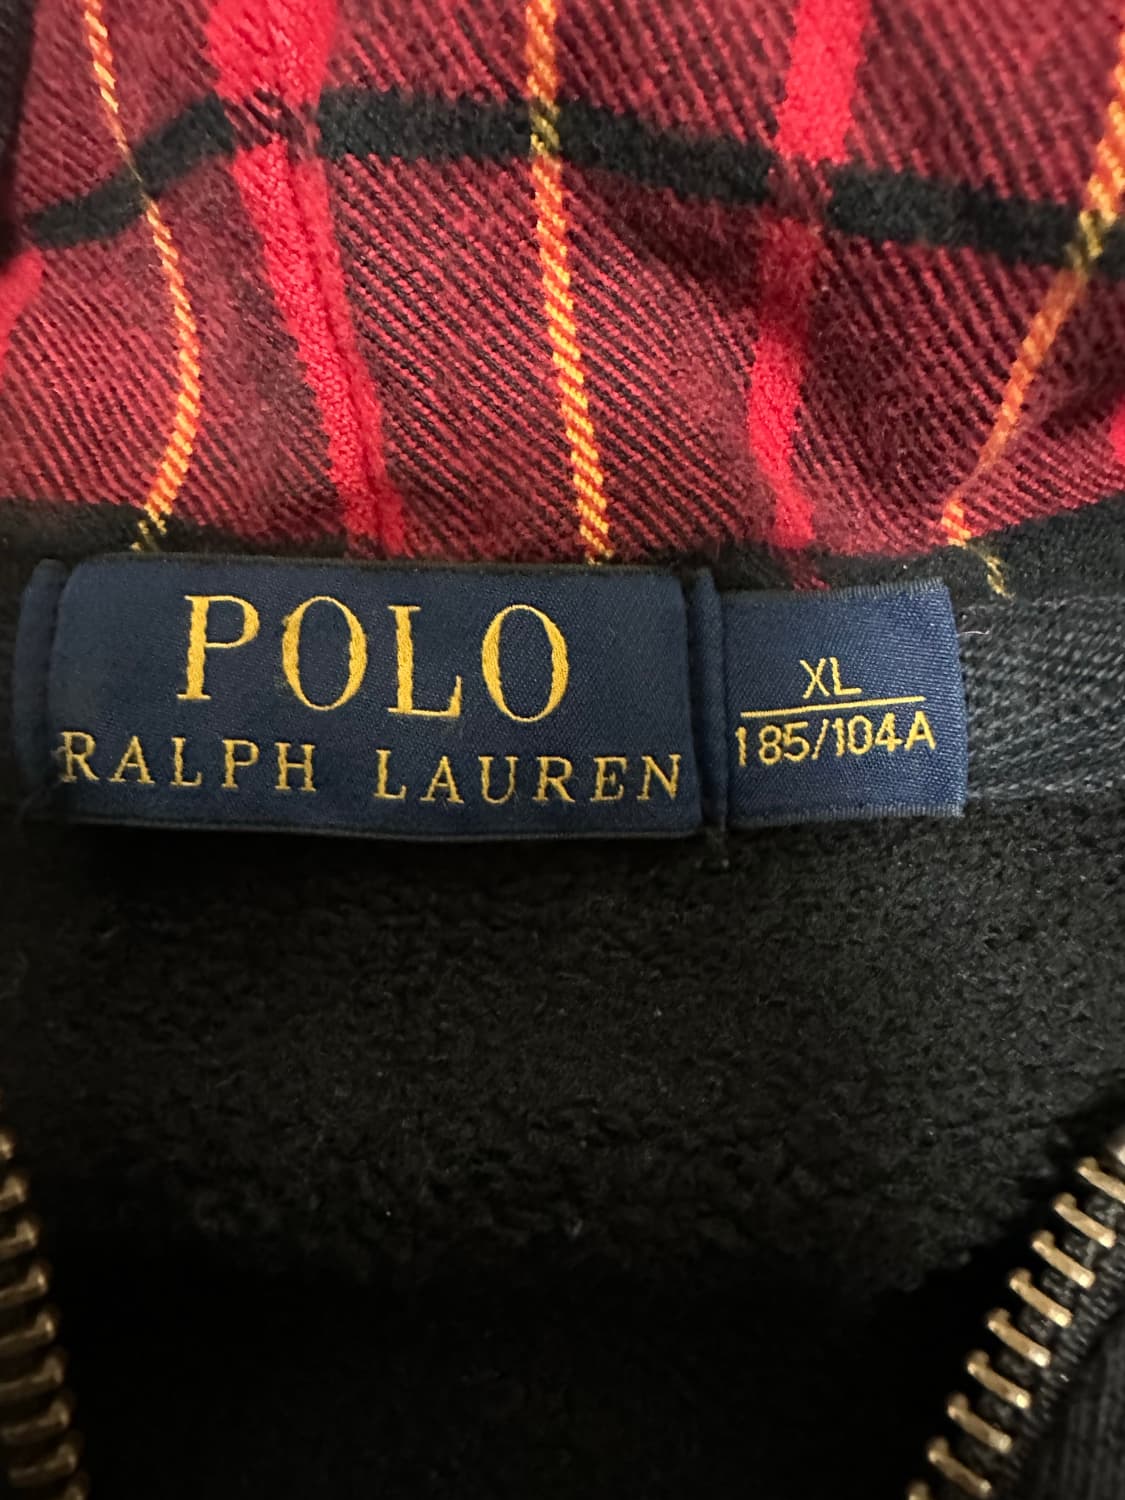 POLO
RALPH LAUREN
XL
185/104A